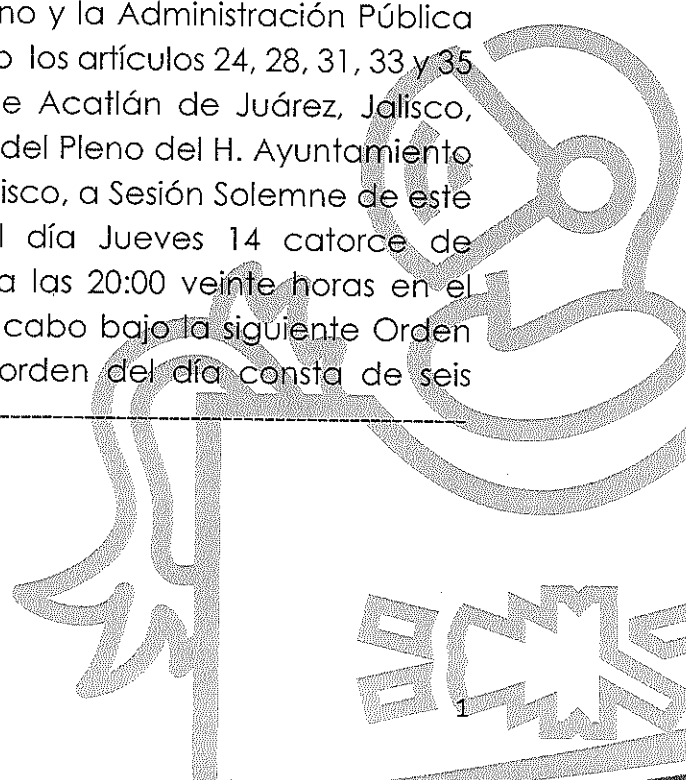 no y la Administración Pública
los artículos 24, 28, 31, 33 y 35
e Acatlán de Juárez, Jalisco,
del Pleno del H. Ayuntamiento
isco, a Sesión Solemne de este
día Jueves 14 catorce de
a las 20:00 veinte horas en el
cabo bajo la siguiente Orden
orden del día consta de seis
1